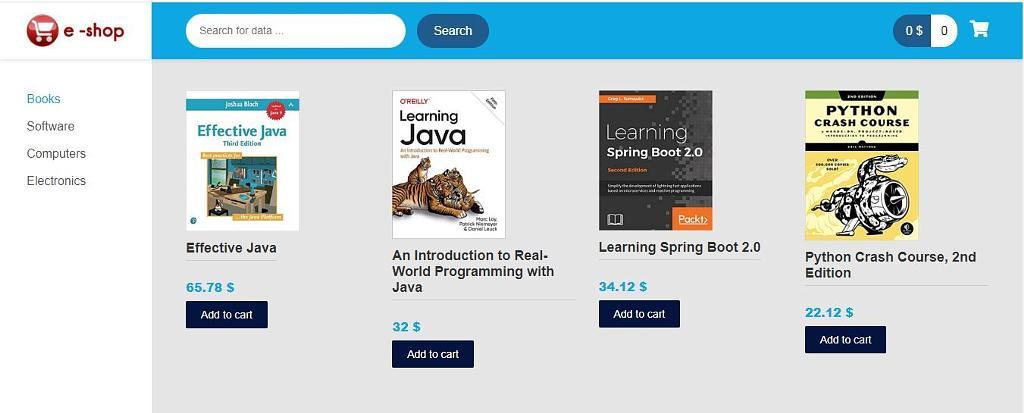 e -shop
Search for data ...
Search
0 $
0
Books
Software
Computers
Electronics
Joshua Bloch
Effective Java
Third Edition
Best practices for
...the Java Platform
Effective Java
65.78 $
Add to cart
O'REILLY
Learning
Java
An Introduction to Real-World Programming
with Java
Marc Loy,
Patrick Niemeyer
& Daniel Leuck
An Introduction to Real-
World Programming with
Java
32 $
Add to cart
Greg L. Turnquist
Learning
Spring Boot 2.0
Second Edition
Simplify the development of lightning fast applications
based on microservices and reactive programming
Packt>
Learning Spring Boot 2.0
34.12 $
Add to cart
2ND EDITION
PYTHON
CRASH COURSE
A HANDS-ON, PROJECT-BASED
INTRODUCTION TO PROGRAMMING
ERIC MATTHES
OVER
COPIES
SOLD!
Python Crash Course, 2nd
Edition
22.12 $
Add to cart